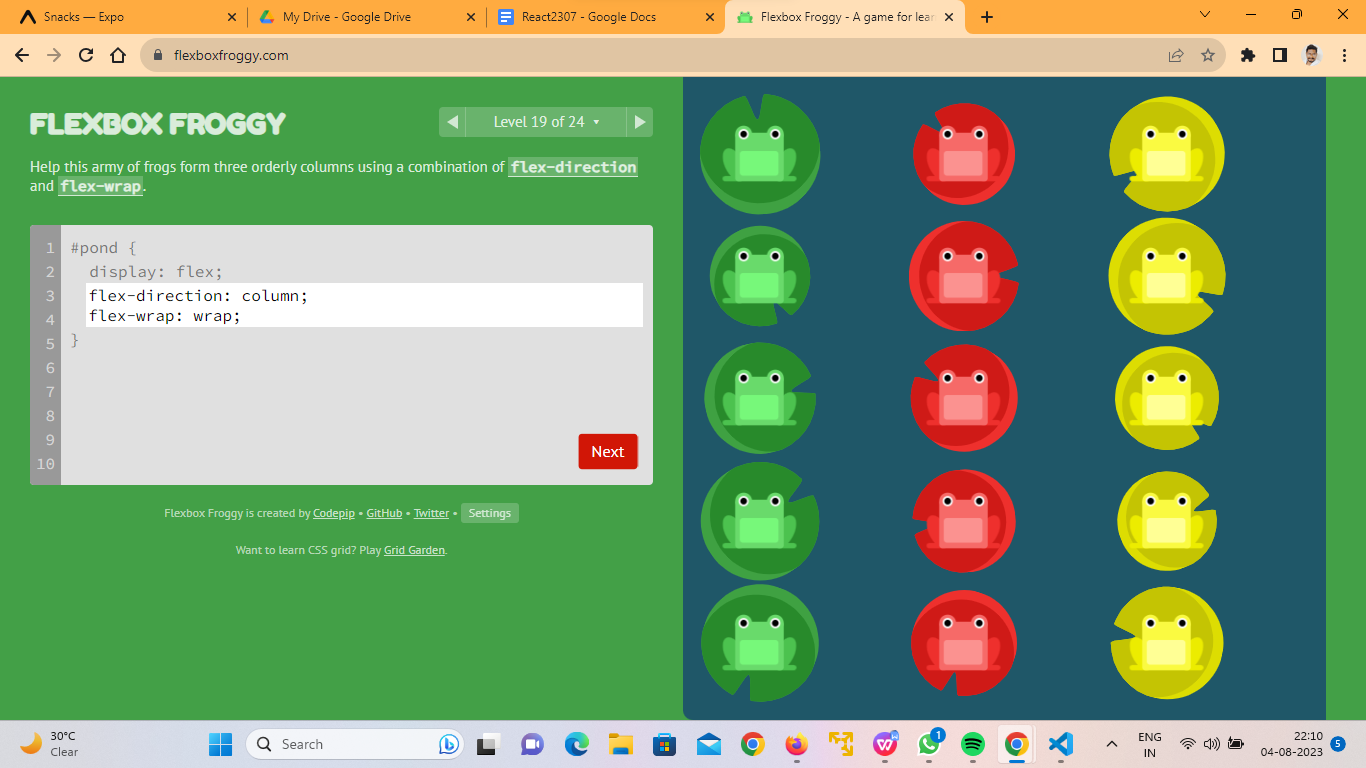 Snacks — Expo
My Drive - Google Drive
React2307 - Google Docs
Flexbox Froggy - A game for lear
flexboxfroggy.com
FLEXBOX FROGGY
Level 19 of 24
Help this army of frogs form three orderly columns using a combination of flex-direction
and flex-wrap.
1 #pond {
2 display: flex;
3 flex-direction: column;
4 flex-wrap: wrap;
5 }
6
7
8
9
10
Next
Flexbox Froggy is created by Codepip • GitHub • Twitter • Settings
Want to learn CSS grid? Play Grid Garden.
30°C
Clear
Search
1
ENG
IN
22:10
04-08-2023
5